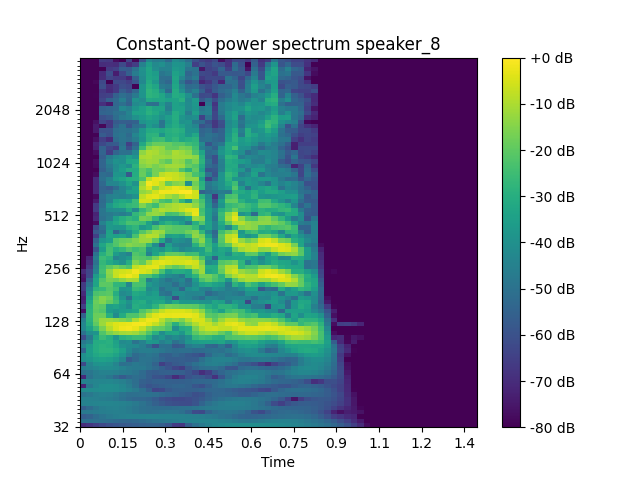 Constant-Q power spectrum speaker_8
Hz
2048
1024
512
256
128
64
32
0 0.15 0.3 0.45 0.6 0.75 0.9 1.1 1.2 1.4
Time
+0 dB
-10 dB
-20 dB
-30 dB
-40 dB
-50 dB
-60 dB
-70 dB
-80 dB